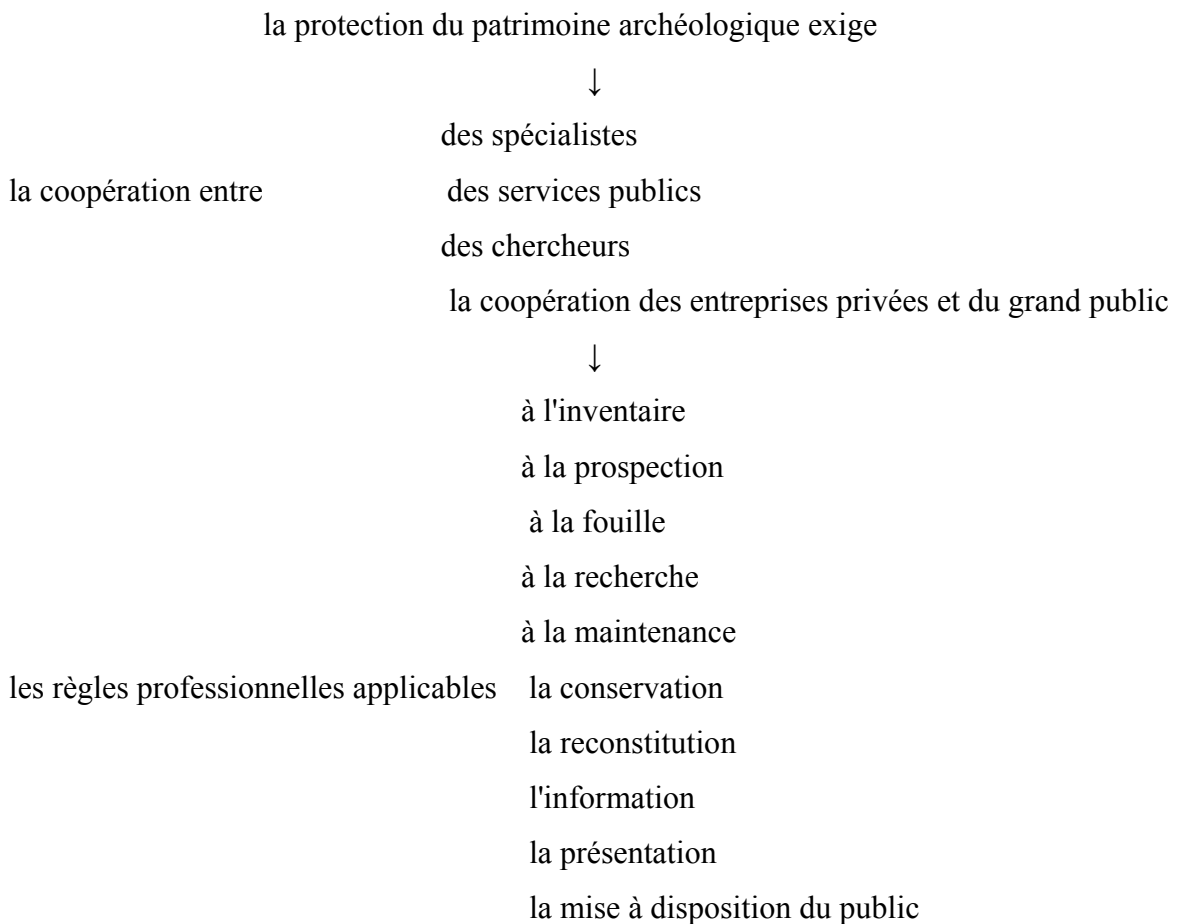 la protection du patrimoine archéologique exige
↓
des spécialistes
la coopération entre des services publics
des chercheurs
la coopération des entreprises privées et du grand public
↓
à l'inventaire
à la prospection
à la fouille
à la recherche
à la maintenance
les règles professionnelles applicables la conservation
la reconstitution
l'information
la présentation
la mise à disposition du public